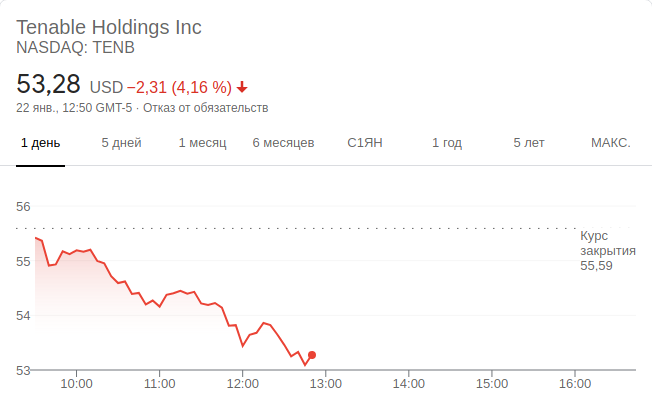 Tenable Holdings Inc
NASDAQ: TENB
53,28 USD −2,31 (4,16 %)
22 янв., 12:50 GMT-5 · Отказ от обязательств
1 день 5 дней 1 месяц 6 месяцев С1ЯН 1 год 5 лет МАКС.
56
55
54
53
Курс
закрытия
55,59
10:00 11:00 12:00 13:00 14:00 15:00 16:00